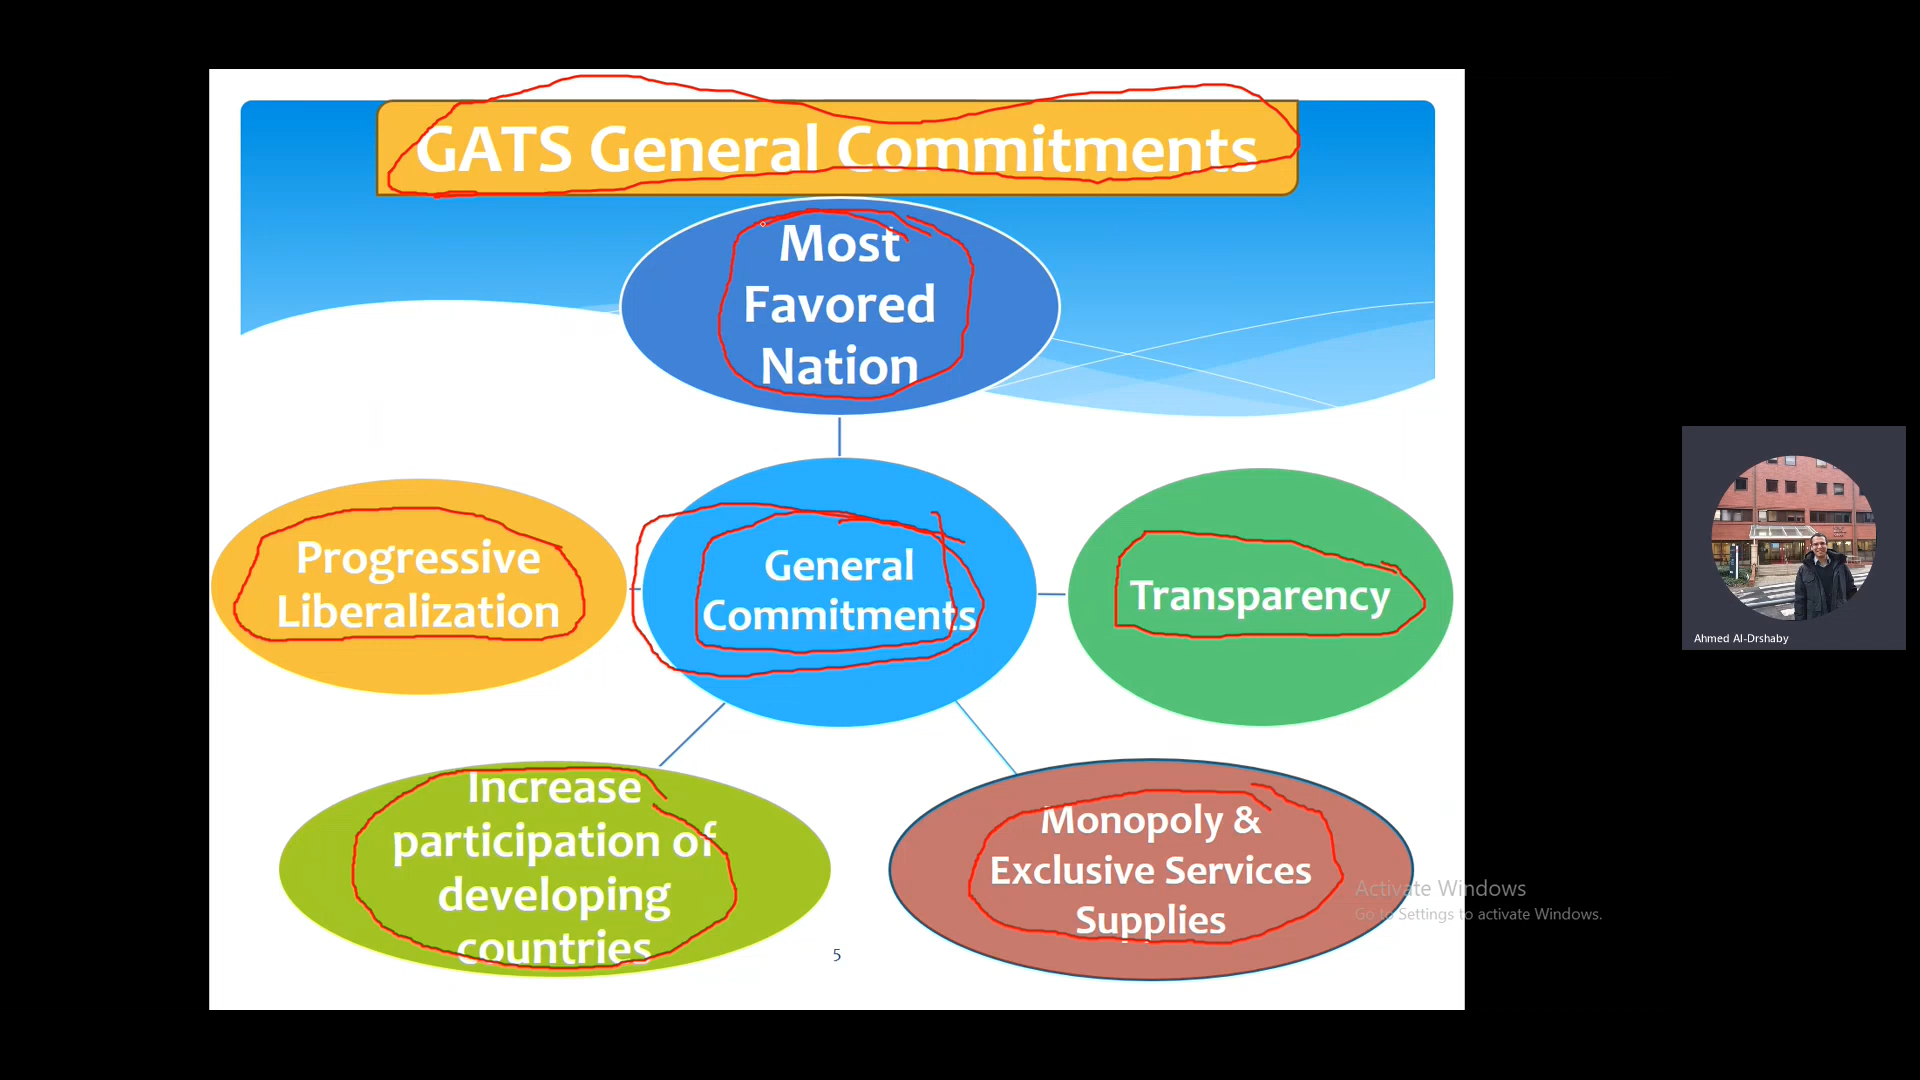 GATS General Commitments
Most
Favored
Nation
Progressive
Liberalization
General
Commitments
Transparency
Increase
participation of
developing
countries
Monopoly &
Exclusive Services
Supplies
5
Activate Windows
Go to Settings to activate Windows.
Ahmed Al-Drshaby